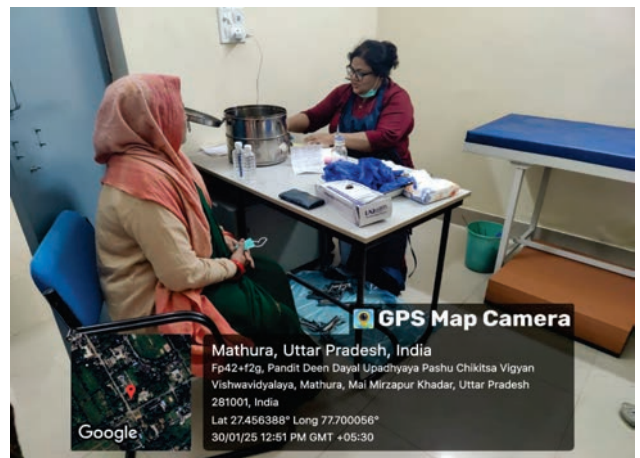 GPS Map Camera
Mathura, Uttar Pradesh, India
Fp42+f2g, Pandit Deen Dayal Upadhyaya Pashu Chikitsa Vigyan
Vishwavidyalaya, Mathura, Mai Mirzapur Khadar, Uttar Pradesh
281001, India
Lat 27.456388° Long 77.700056°
30/01/25 12:51 PM GMT +05:30
Google